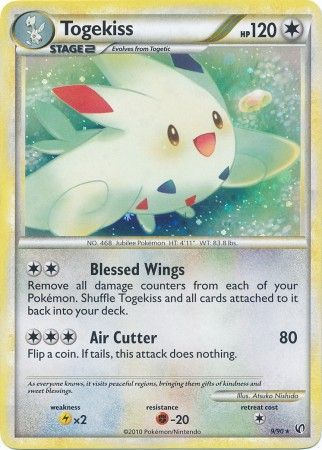 Togekiss
HP 120
STAGE 2
Evolves from Togetic
NO. 468 Jubilee Pokémon HT: 4'11" WT: 83.8 lbs.
Blessed Wings
Remove all damage counters from each of your
Pokémon. Shuffle Togekiss and all cards attached to it
back into your deck.
Air Cutter 80
Flip a coin. If tails, this attack does nothing.
As everyone knows, it visits peaceful regions, bringing them gifts of kindness and
sweet blessings.
Illus. Atsuko Nishida
weakness resistance retreat cost
x2 -20
©2010 Pokémon/Nintendo 9/90 ★